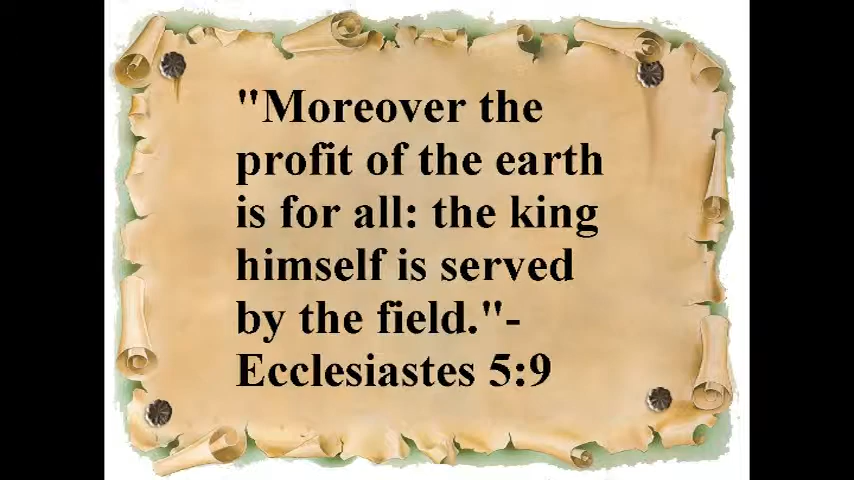 "Moreover the
profit of the earth
is for all: the king
himself is served
by the field."-
Ecclesiastes 5:9